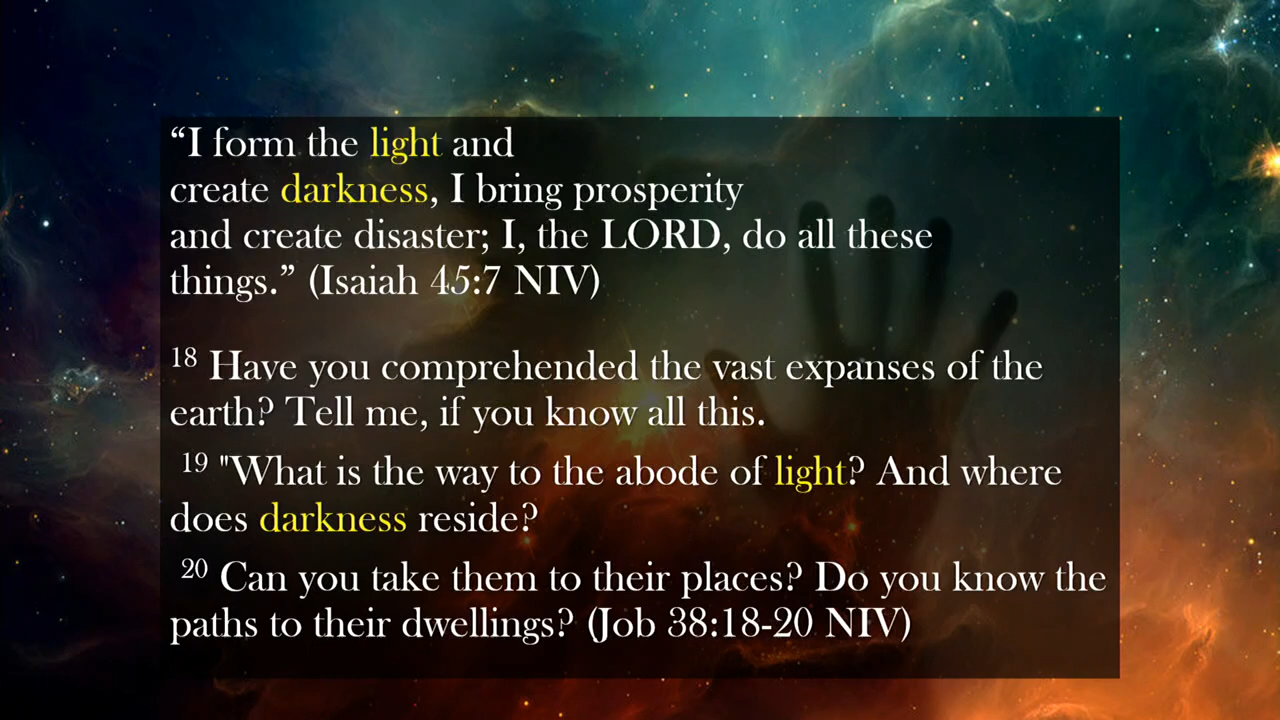 “I form the light and
create darkness, I bring prosperity
and create disaster; I, the LORD, do all these
things.” (Isaiah 45:7 NIV)
18 Have you comprehended the vast expanses of the
earth? Tell me, if you know all this.
19 "What is the way to the abode of light? And where
does darkness reside?
20 Can you take them to their places? Do you know the
paths to their dwellings? (Job 38:18-20 NIV)